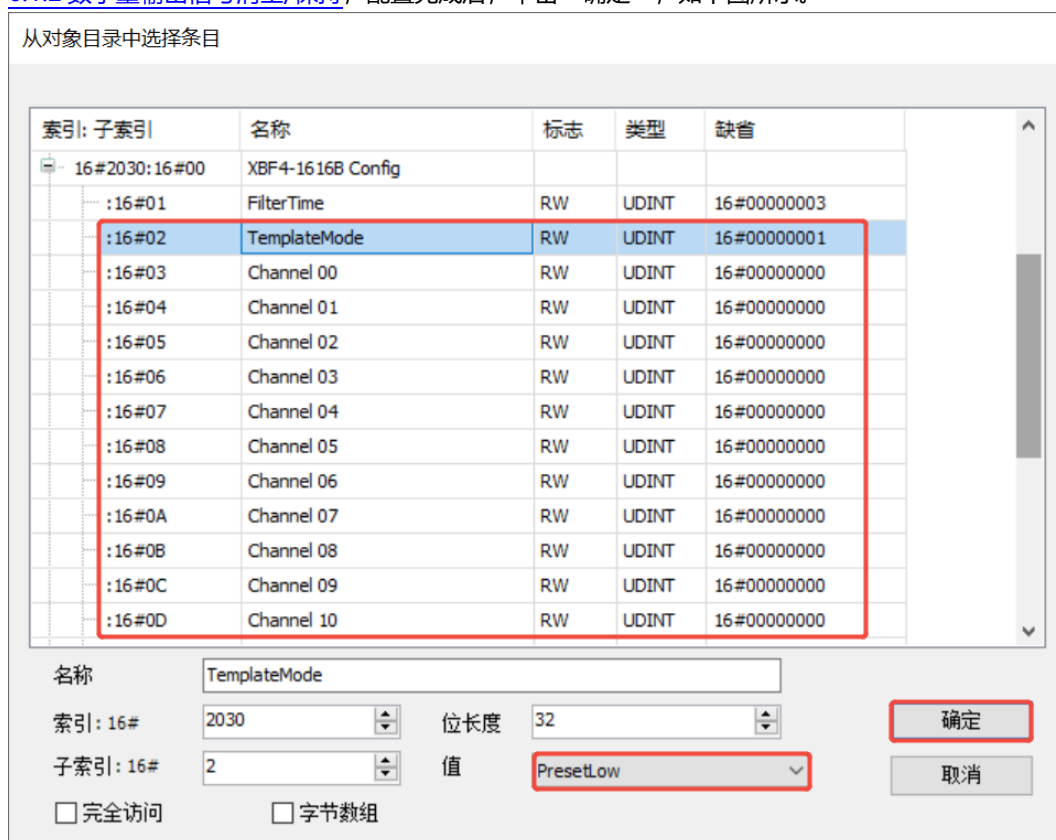 从对象目录中选择条目
索引: 子索引 名称 标志 类型 缺省
16#2030:16#00 XBF4-1616B Config
:16#01 FilterTime RW UDINT 16#00000003
:16#02 TemplateMode RW UDINT 16#00000001
:16#03 Channel 00 RW UDINT 16#00000000
:16#04 Channel 01 RW UDINT 16#00000000
:16#05 Channel 02 RW UDINT 16#00000000
:16#06 Channel 03 RW UDINT 16#00000000
:16#07 Channel 04 RW UDINT 16#00000000
:16#08 Channel 05 RW UDINT 16#00000000
:16#09 Channel 06 RW UDINT 16#00000000
:16#0A Channel 07 RW UDINT 16#00000000
:16#0B Channel 08 RW UDINT 16#00000000
:16#0C Channel 09 RW UDINT 16#00000000
:16#0D Channel 10 RW UDINT 16#00000000
名称 TemplateMode
索引: 16# 2030 位长度 32 确定
子索引: 16# 2 值 PresetLow 取消
完全访问 字节数组